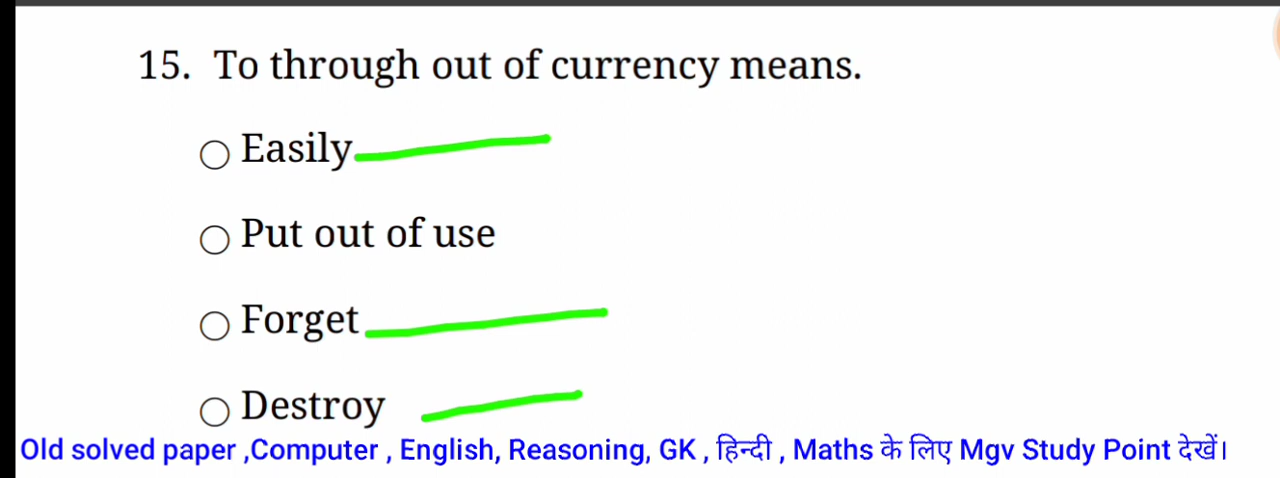 15. To through out of currency means.
Easily
Put out of use
Forget
Destroy
Old solved paper ,Computer , English, Reasoning, GK , हिन्दी , Maths के लिए Mgv Study Point देखें।